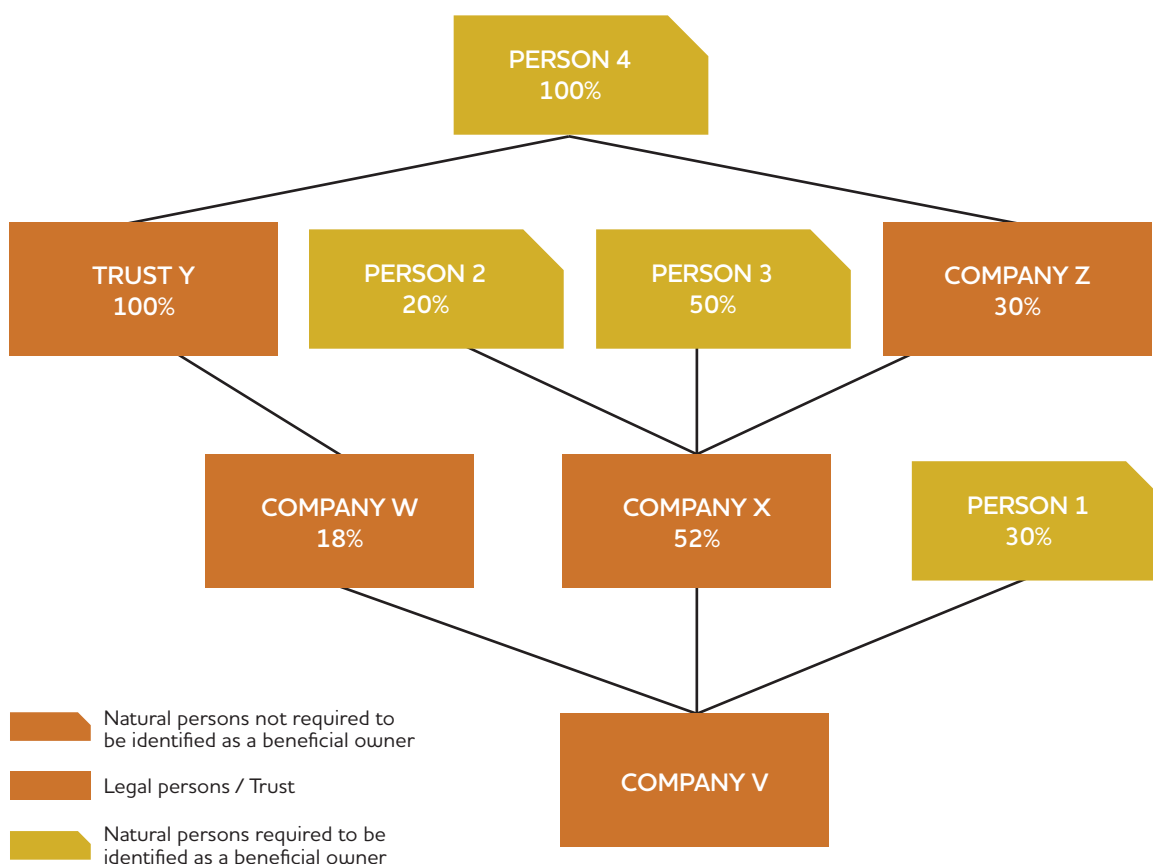 PERSON 4
100%
TRUST Y
100%
PERSON 2
20%
PERSON 3
50%
COMPANY Z
30%
COMPANY W
18%
COMPANY X
52%
PERSON 1
30%
Natural persons not required to
be identified as a beneficial owner
Legal persons / Trust
Natural persons required to be
identified as a beneficial owner
COMPANY V